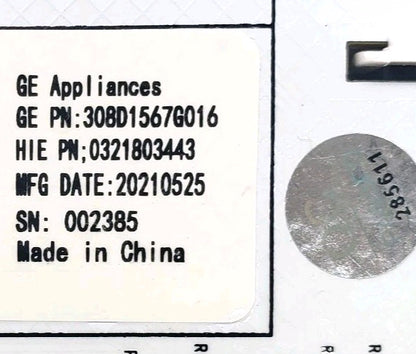 GE Appliances
GE PN:308D1567G016
HIE PN;0321803443
MFG DATE:20210525
SN: 002385
Made in China
285611
R
R
R